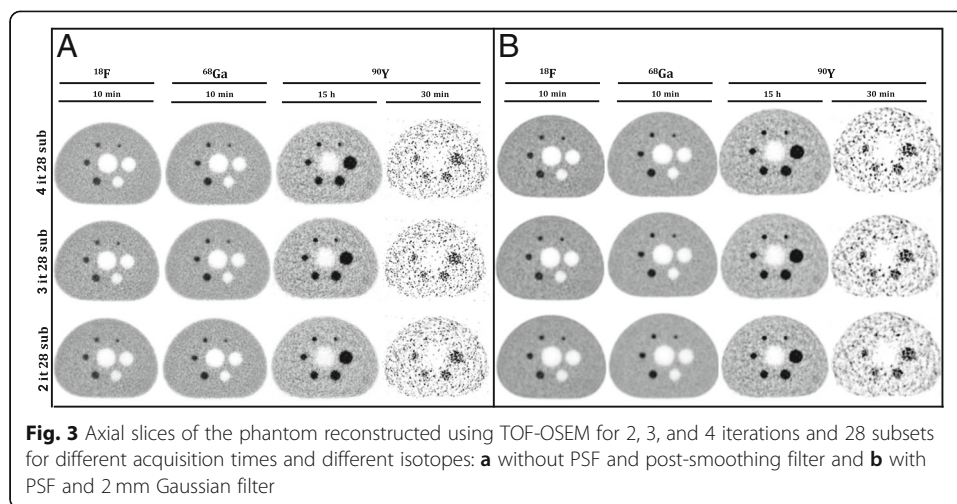 A
B
¹⁸F ⁶⁸Ga ⁹⁰Y
10 min 10 min 15 h 30 min
¹⁸F ⁶⁸Ga ⁹⁰Y
10 min 10 min 15 h 30 min
4 it 28 sub
3 it 28 sub
2 it 28 sub
Fig. 3 Axial slices of the phantom reconstructed using TOF-OSEM for 2, 3, and 4 iterations and 28 subsets
for different acquisition times and different isotopes: a without PSF and post-smoothing filter and b with
PSF and 2 mm Gaussian filter